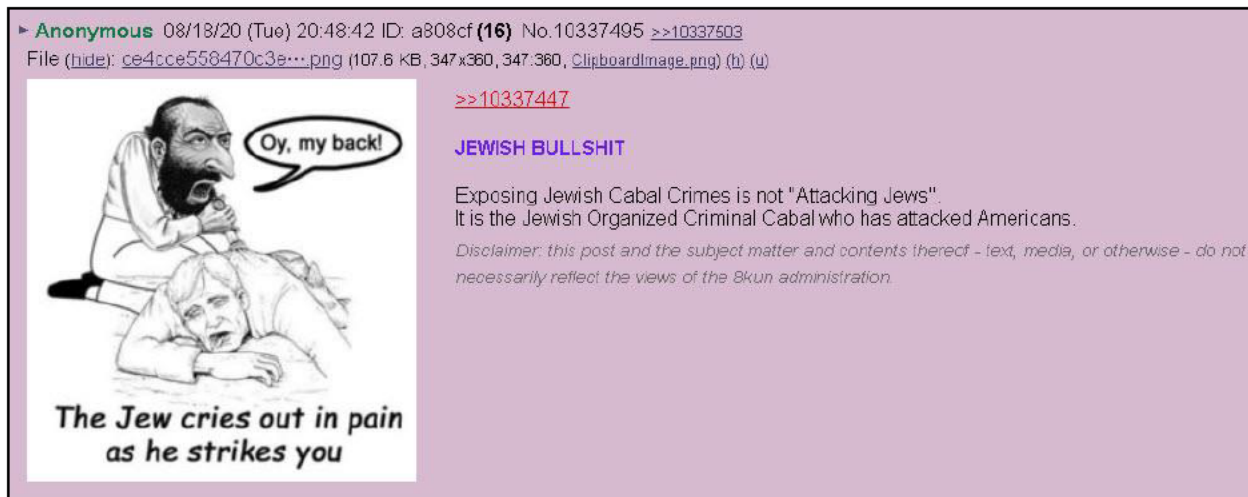 ► Anonymous 08/18/20 (Tue) 20:48:42 ID: a808cf (16) No.10337495 >>10337503
File (hide): ce4cce558470c3e⋯.png (107.6 KB, 347x360, 347:360, ClipboardImage.png) (h) (u)
>>10337447
Oy, my back!
JEWISH BULLSHIT
Exposing Jewish Cabal Crimes is not "Attacking Jews".
It is the Jewish Organized Criminal Cabal who has attacked Americans.
Disclaimer: this post and the subject matter and contents thereof - text, media, or otherwise - do not
necessarily reflect the views of the 8kun administration.
The Jew cries out in pain
as he strikes you